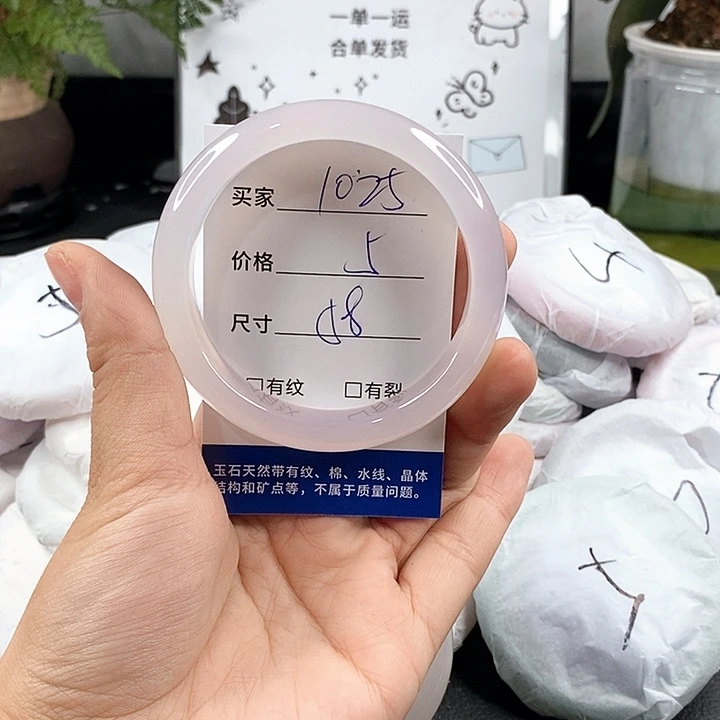 一单一运
合单发货
买家 10.25
价格 5
尺寸 58
□有纹 □有裂
玉石天然带有纹、棉、水线、晶体
结构和矿点等，不属于质量问题。